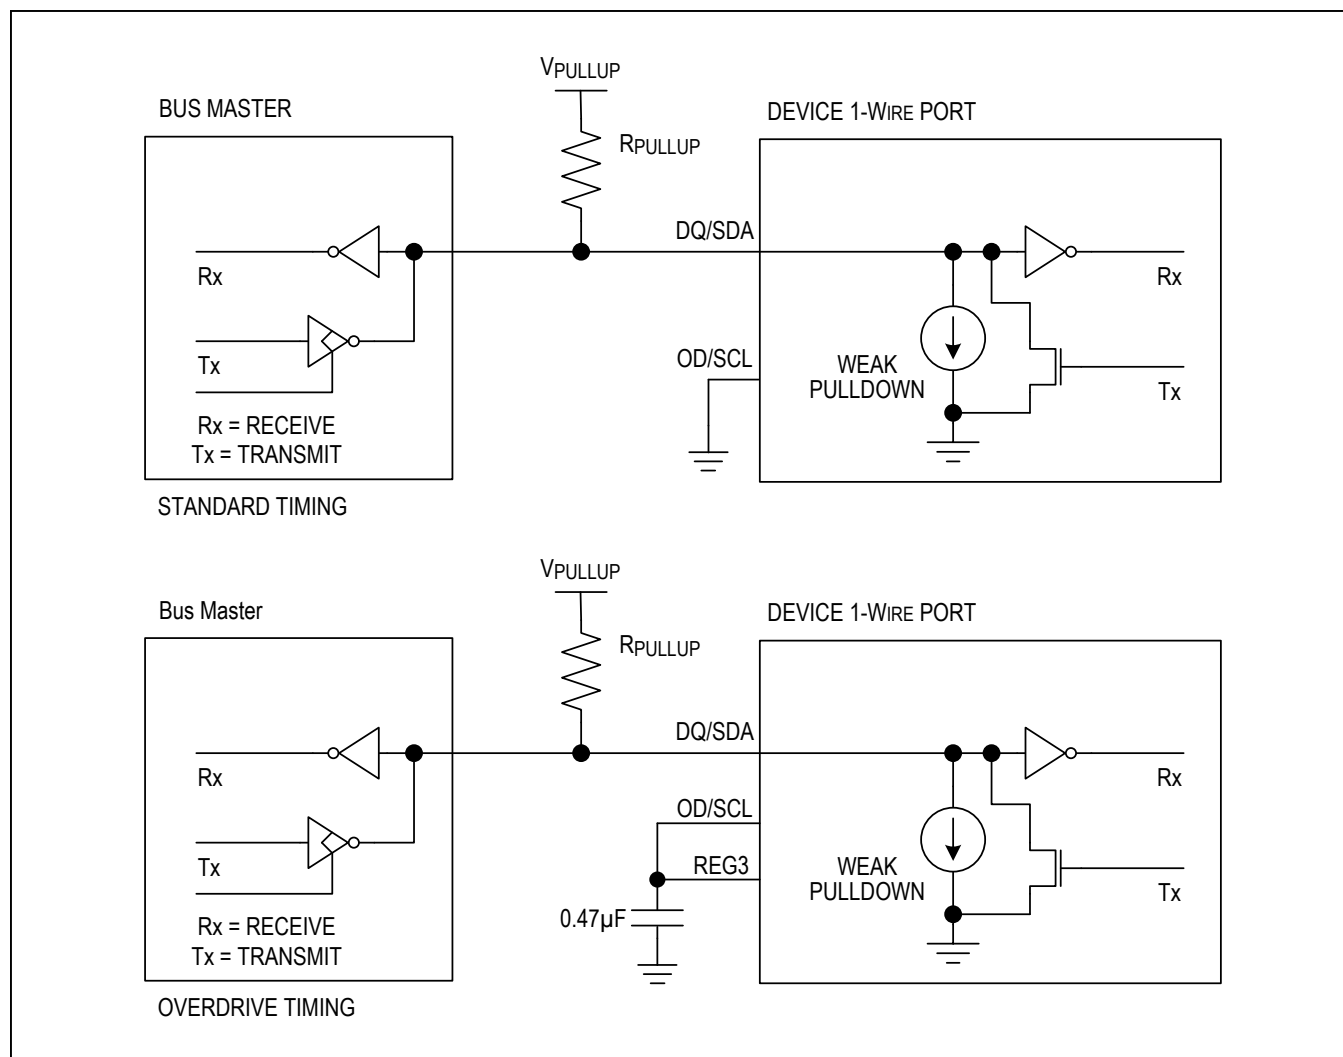 VPULLUP
BUS MASTER
DEVICE 1-WIRE PORT
RPULLUP
DQ/SDA
Rx
Rx
Tx
OD/SCL
WEAK
PULLDOWN
Tx
Rx = RECEIVE
Tx = TRANSMIT
STANDARD TIMING
VPULLUP
Bus Master
DEVICE 1-WIRE PORT
RPULLUP
DQ/SDA
Rx
Rx
OD/SCL
Tx
REG3
WEAK
PULLDOWN
Tx
0.47µF
Rx = RECEIVE
Tx = TRANSMIT
OVERDRIVE TIMING